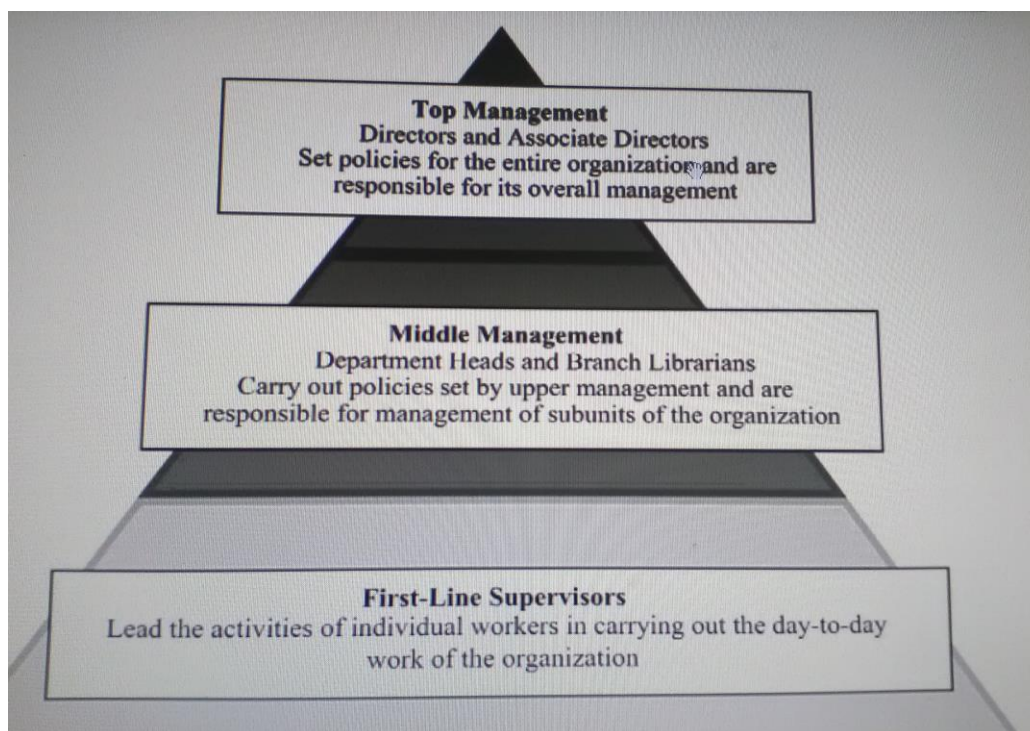 Top Management
Directors and Associate Directors
Set policies for the entire organization and are
responsible for its overall management
Middle Management
Department Heads and Branch Librarians
Carry out policies set by upper management and are
responsible for management of subunits of the organization
First-Line Supervisors
Lead the activities of individual workers in carrying out the day-to-day
work of the organization